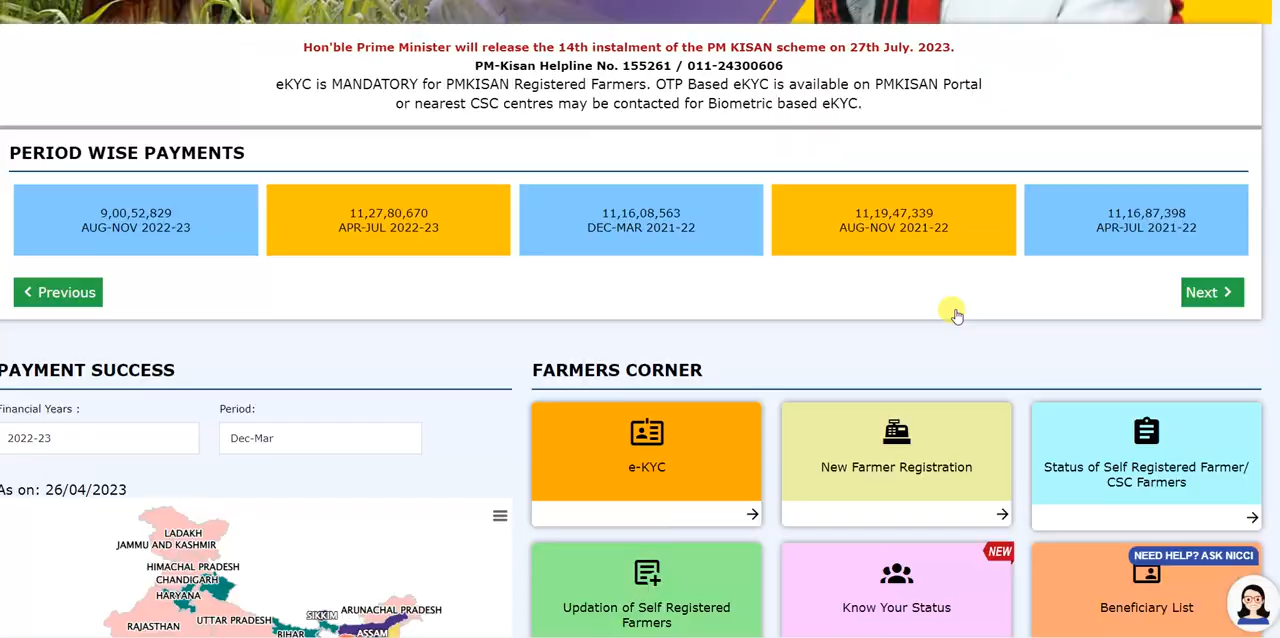 Hon'ble Prime Minister will release the 14th instalment of the PM KISAN scheme on 27th July. 2023.
PM-Kisan Helpline No. 155261 / 011-24300606
eKYC is MANDATORY for PMKISAN Registered Farmers. OTP Based eKYC is available on PMKISAN Portal
or nearest CSC centres may be contacted for Biometric based eKYC.
PERIOD WISE PAYMENTS
9,00,52,829
AUG-NOV 2022-23
11,27,80,670
APR-JUL 2022-23
11,16,08,563
DEC-MAR 2021-22
11,19,47,339
AUG-NOV 2021-22
11,16,87,398
APR-JUL 2021-22
Previous
Next
PAYMENT SUCCESS
Financial Years :
Period:
2022-23
Dec-Mar
As on: 26/04/2023
LADAKH
JAMMU AND KASHMIR
HIMACHAL PRADESH
CHANDIGARH
HARYANA
RAJASTHAN
UTTAR PRADESH
SIKKIM
ARUNACHAL PRADESH
BIHAR
ASSAM
FARMERS CORNER
e-KYC
New Farmer Registration
Status of Self Registered Farmer/
CSC Farmers
Updation of Self Registered
Farmers
NEW
Know Your Status
NEED HELP? ASK NICCI
Beneficiary List